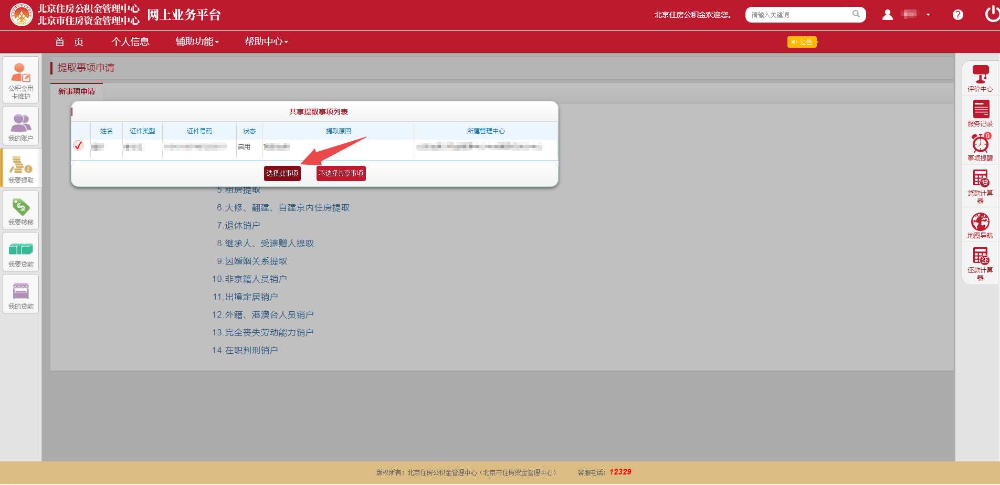 北京住房公积金管理中心
北京市住房资金管理中心
网上业务平台
北京住房公积金欢迎您。
请输入关键词
首 页
个人信息
辅助功能
帮助中心
公告
公积金用
卡维护
我的账户
我要提取
我要转移
我要贷款
我的贷款
提取事项申请
新事项申请
共享提取事项列表
姓名 证件类型 证件号码 状态 提取原因 所属管理中心
启用
选择此事项 不选择共享事项
5.租房提取
6.大修、翻建、自建京内住房提取
7.退休销户
8.继承人、受遗赠人提取
9.因婚姻关系提取
10.非京籍人员销户
11.出境定居销户
12.外籍、港澳台人员销户
13.完全丧失劳动能力销户
14.在职判刑销户
评价中心
服务记录
0
事项提醒
贷
贷款计算
器
地图导航
还
还款计算
器
版权所有：北京住房公积金管理中心（北京市住房资金管理中心） 客服电话：12329